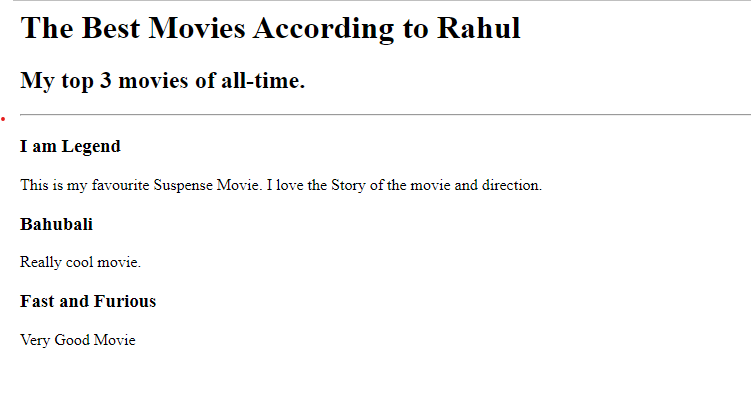 The Best Movies According to Rahul
My top 3 movies of all-time.
I am Legend
This is my favourite Suspense Movie. I love the Story of the movie and direction.
Bahubali
Really cool movie.
Fast and Furious
Very Good Movie